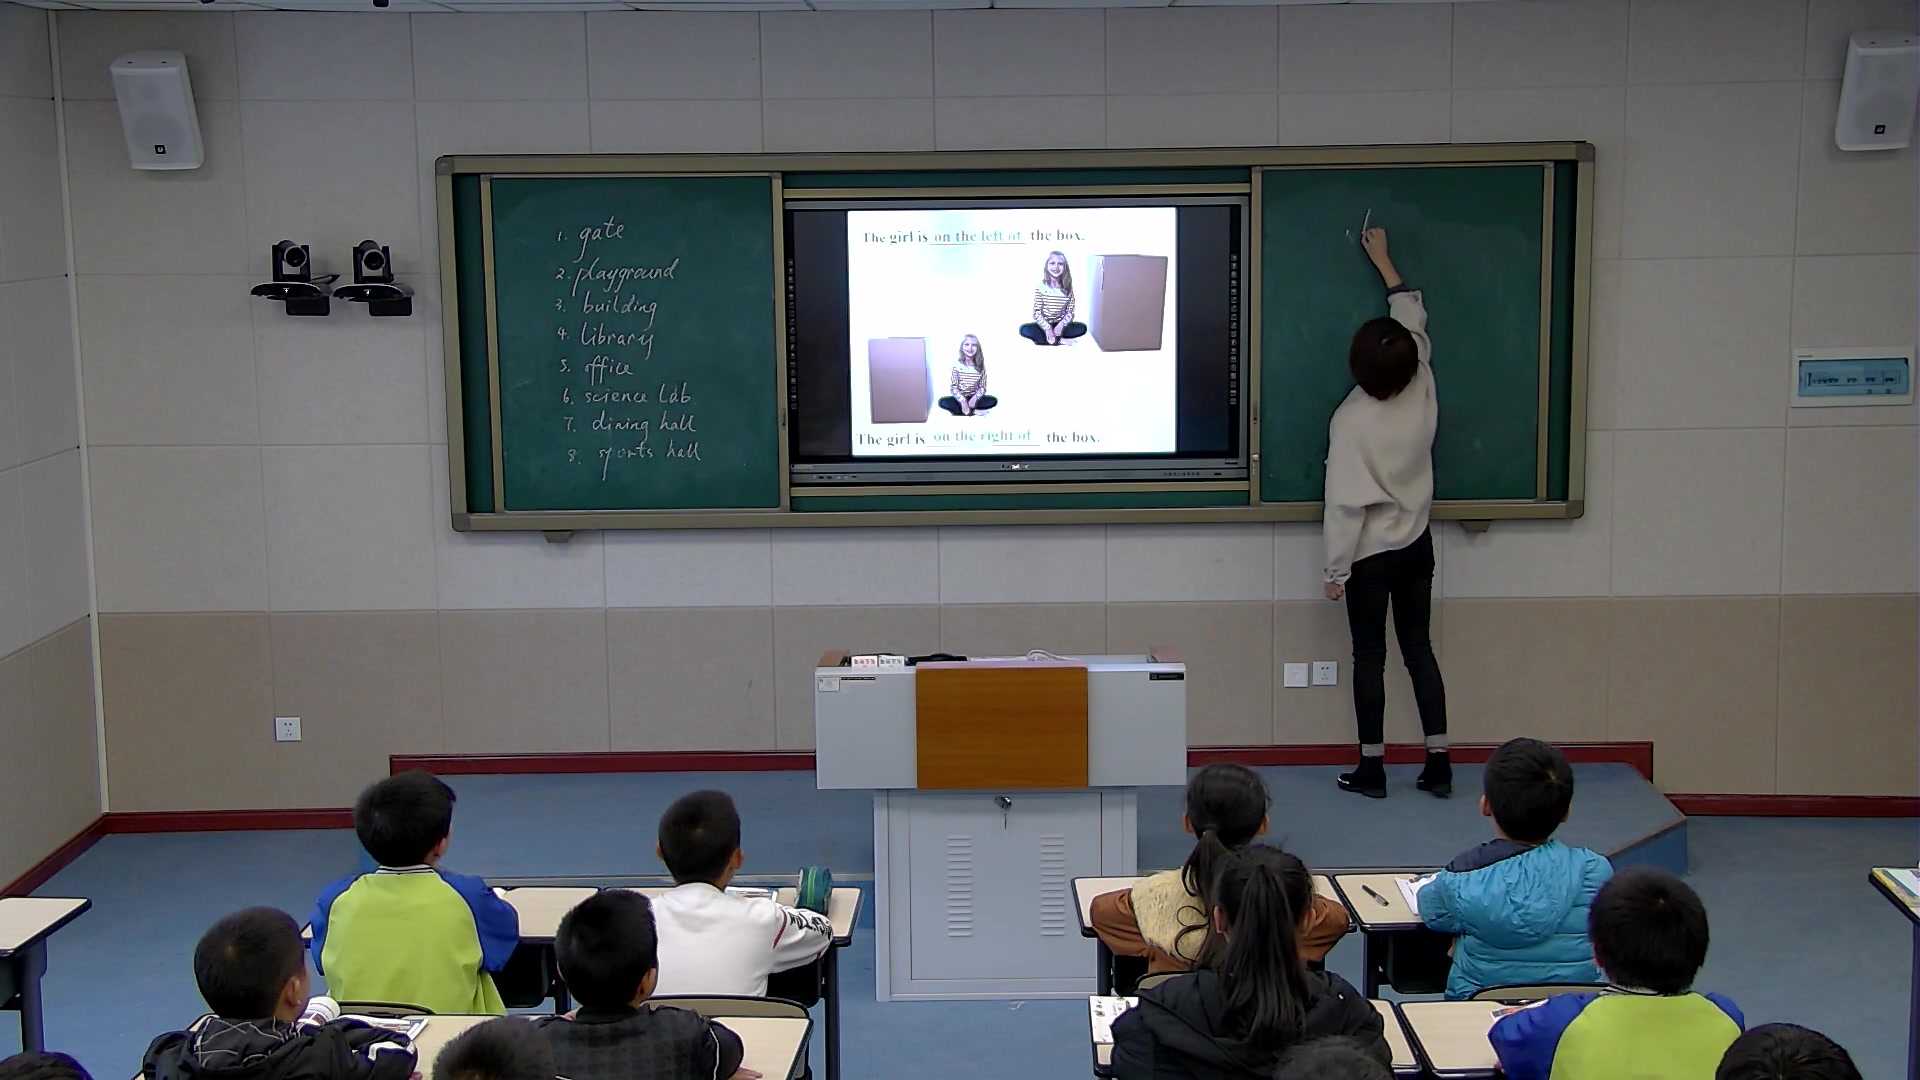 1. gate
2. playground
3. building
4. library
5. office
6. science lab
7. dining hall
8. sports hall
The girl is on the left of the box.
The girl is on the right of the box.